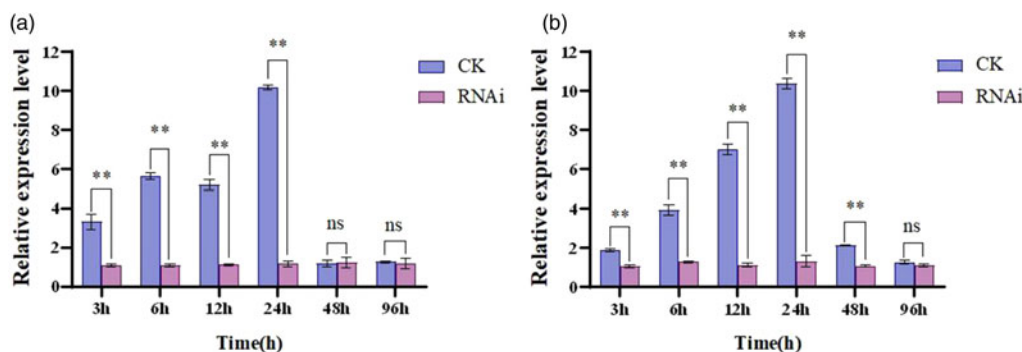 (a)
Relative expression level
12
10
8
6
4
2
0
**
**
**
**
ns
ns
3h
6h
12h
24h
48h
96h
Time(h)
CK
RNAi
(b)
Relative expression level
12
10
8
6
4
2
0
**
**
**
**
**
ns
3h
6h
12h
24h
48h
96h
Time(h)
CK
RNAi